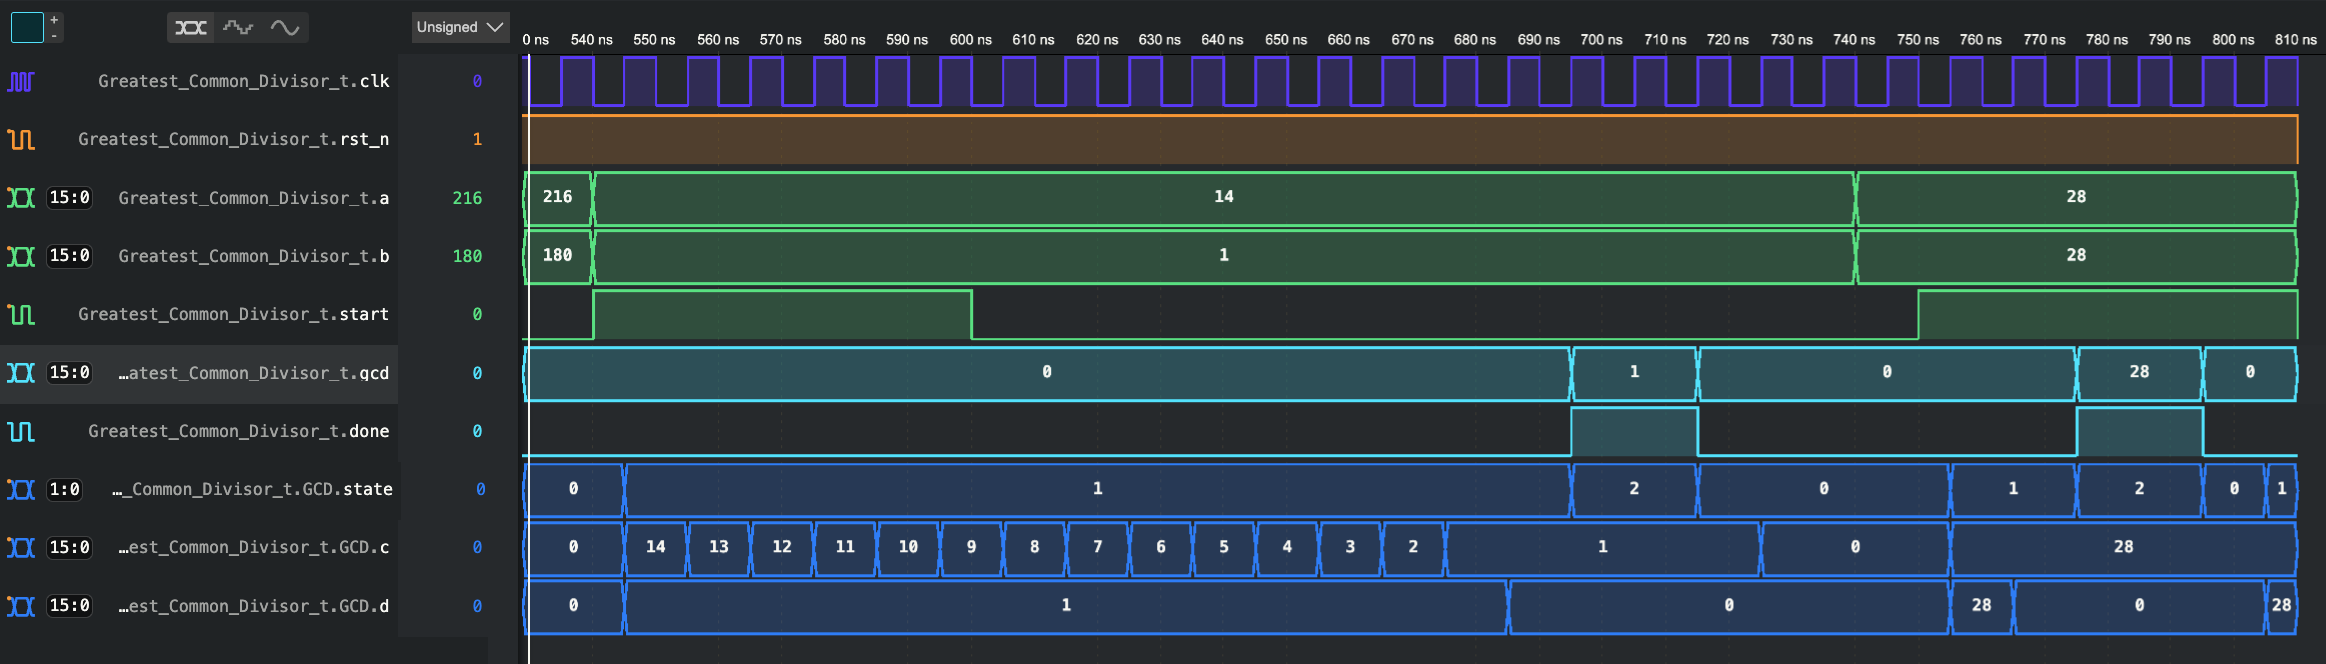 +
-
Unsigned
0 ns 540 ns 550 ns 560 ns 570 ns 580 ns 590 ns 600 ns 610 ns 620 ns 630 ns 640 ns 650 ns 660 ns 670 ns 680 ns 690 ns 700 ns 710 ns 720 ns 730 ns 740 ns 750 ns 760 ns 770 ns 780 ns 790 ns 800 ns 810 ns
Greatest_Common_Divisor_t.clk 0
Greatest_Common_Divisor_t.rst_n 1
15:0 Greatest_Common_Divisor_t.a 216 216 14 28
15:0 Greatest_Common_Divisor_t.b 180 180 1 28
Greatest_Common_Divisor_t.start 0
15:0 …atest_Common_Divisor_t.gcd 0 0 1 0 28 0
Greatest_Common_Divisor_t.done 0
1:0 …_Common_Divisor_t.GCD.state 0 0 1 2 0 1 2 0 1
15:0 …est_Common_Divisor_t.GCD.c 0 0 14 13 12 11 10 9 8 7 6 5 4 3 2 1 0 28
15:0 …est_Common_Divisor_t.GCD.d 0 0 1 0 28 0 28